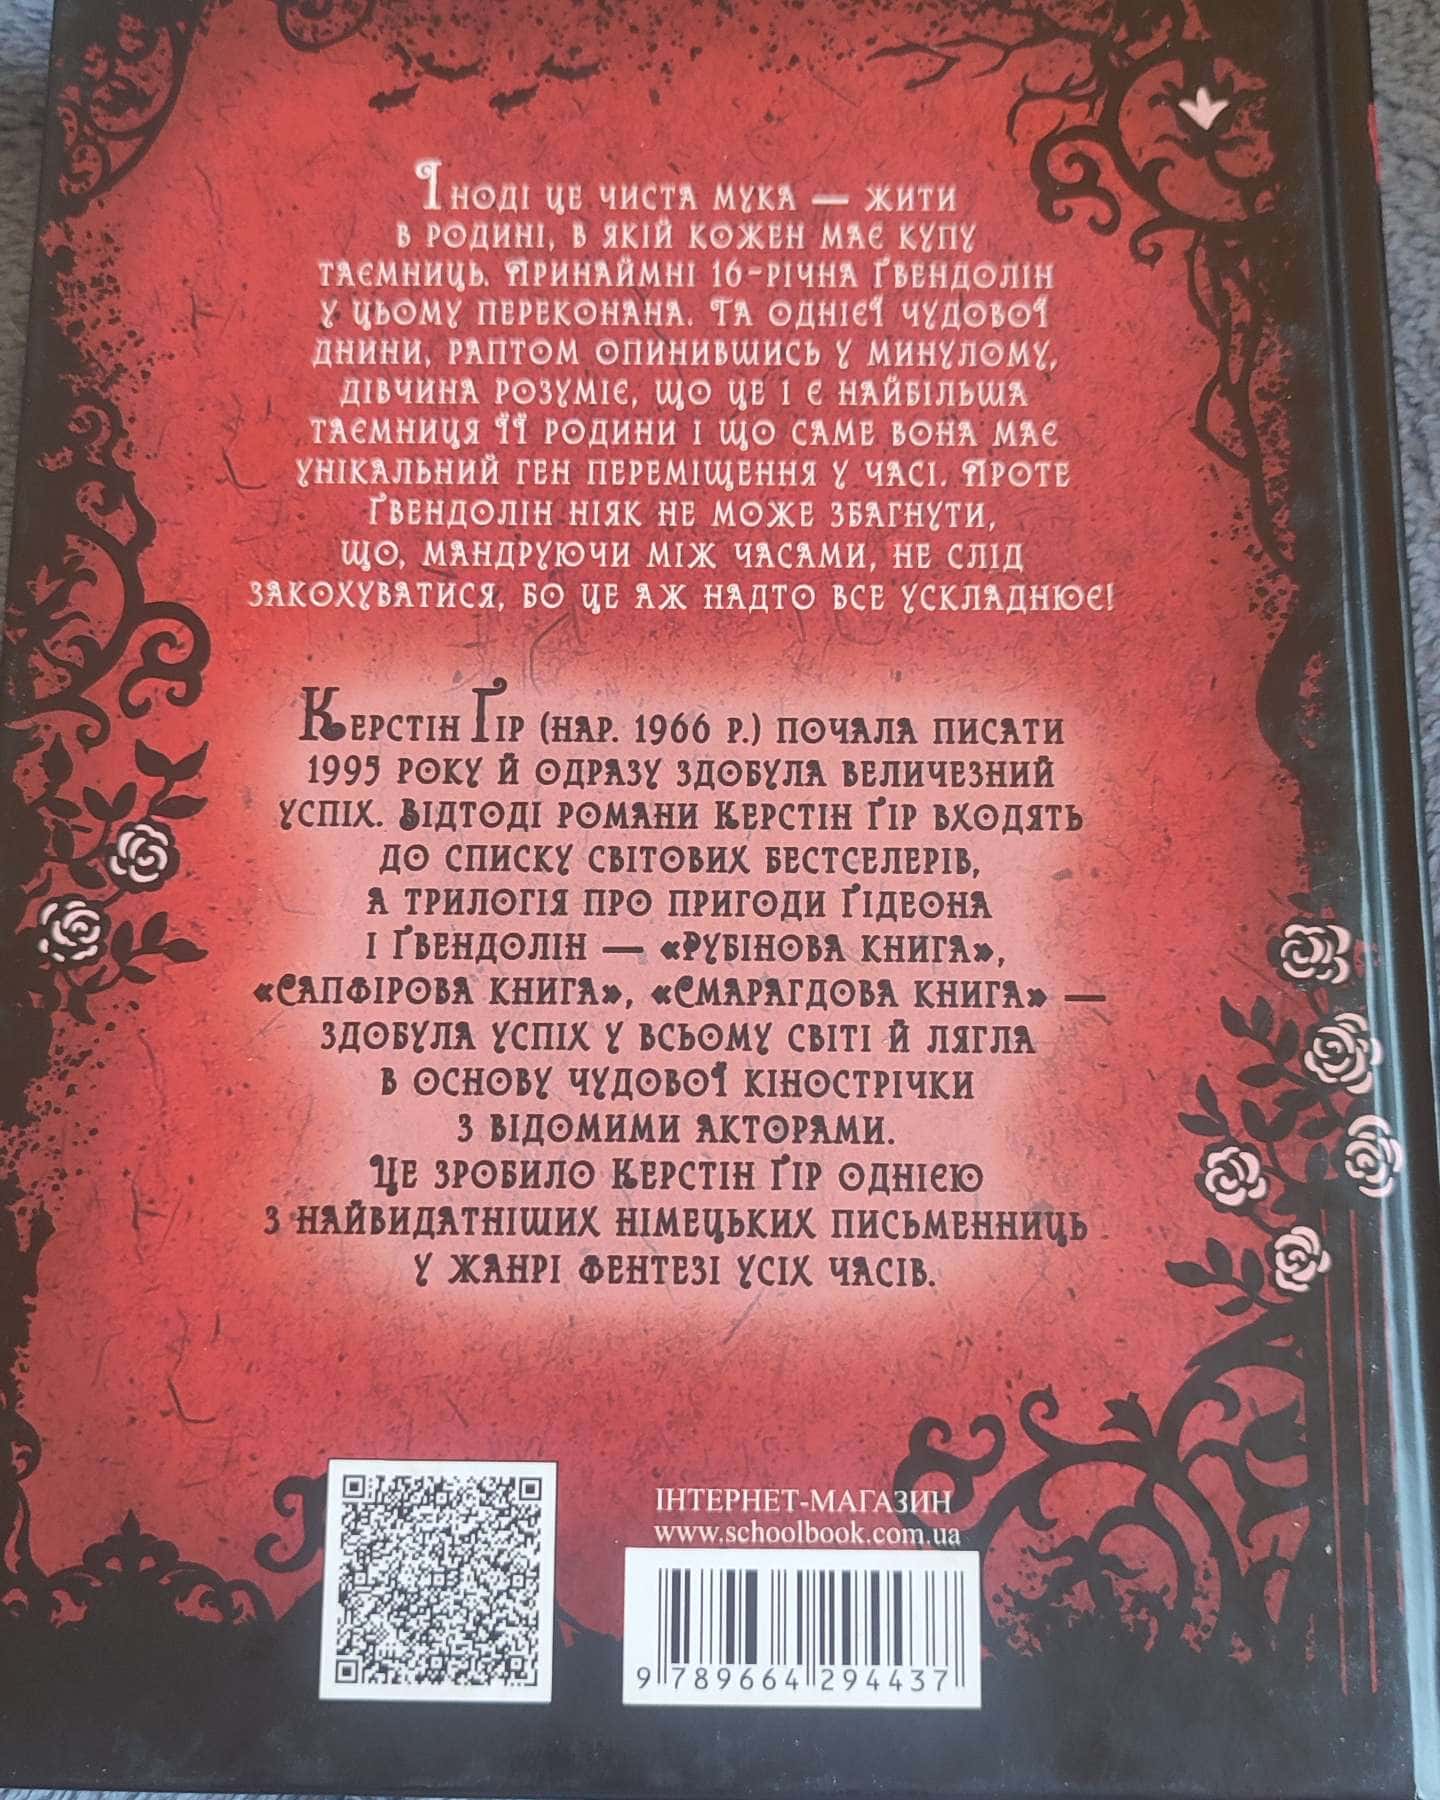 Іноді це чиста мука — жити
в родині, в якій кожен має купу
таємниць. Принаймні 16-річна Ґвендолін
у цьому переконана. Та однієї чудової
днини, раптом опинившись у минулому,
дівчина розуміє, що це і є найбільша
таємниця її родини і що саме вона має
унікальний ген переміщення у часі. Проте
Ґвендолін ніяк не може збагнути,
що, мандруючи між часами, не слід
закохуватися, бо це аж надто все ускладнює!
Керстін Ґір (нар. 1966 р.) почала писати
1995 року й одразу здобула величезний
успіх. Відтоді романи Керстін Ґір входять
до списку світових бестселерів,
а трилогія про пригоди Ґідеона
і Ґвендолін — «Рубінова книга»,
«Сапфірова книга», «Смарагдова книга» —
здобула успіх у всьому світі й лягла
в основу чудової кінострічки
з відомими акторами.
Це зробило Керстін Ґір однією
з найвидатніших німецьких письменниць
у жанрі фентезі усіх часів.
ІНТЕРНЕТ-МАГАЗИН
www.schoolbook.com.ua
9 789664 294437